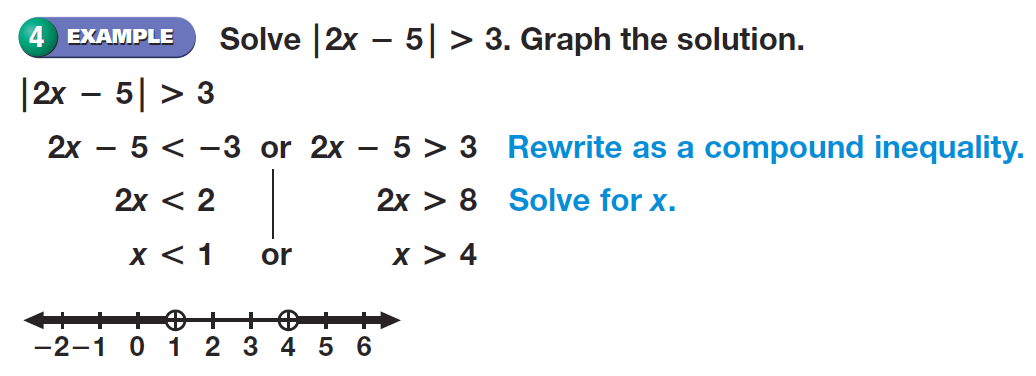 4 EXAMPLE Solve |2x − 5| > 3. Graph the solution.
|2x − 5| > 3
2x − 5 < −3 or 2x − 5 > 3 Rewrite as a compound inequality.
2x < 2 2x > 8 Solve for x.
x < 1 or x > 4
−2 −1 0 1 2 3 4 5 6